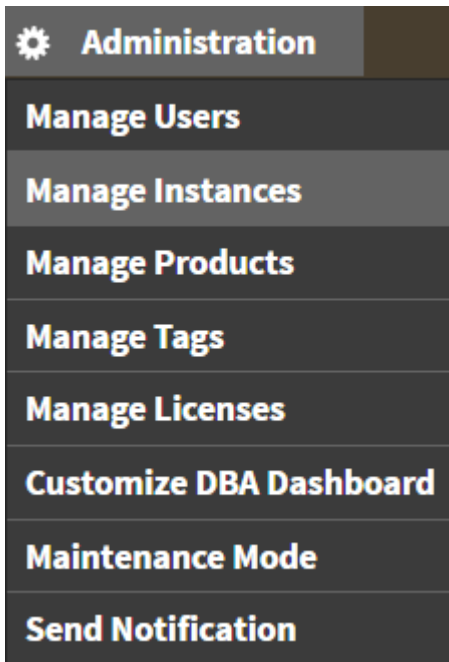 Administration
Manage Users
Manage Instances
Manage Products
Manage Tags
Manage Licenses
Customize DBA Dashboard
Maintenance Mode
Send Notification